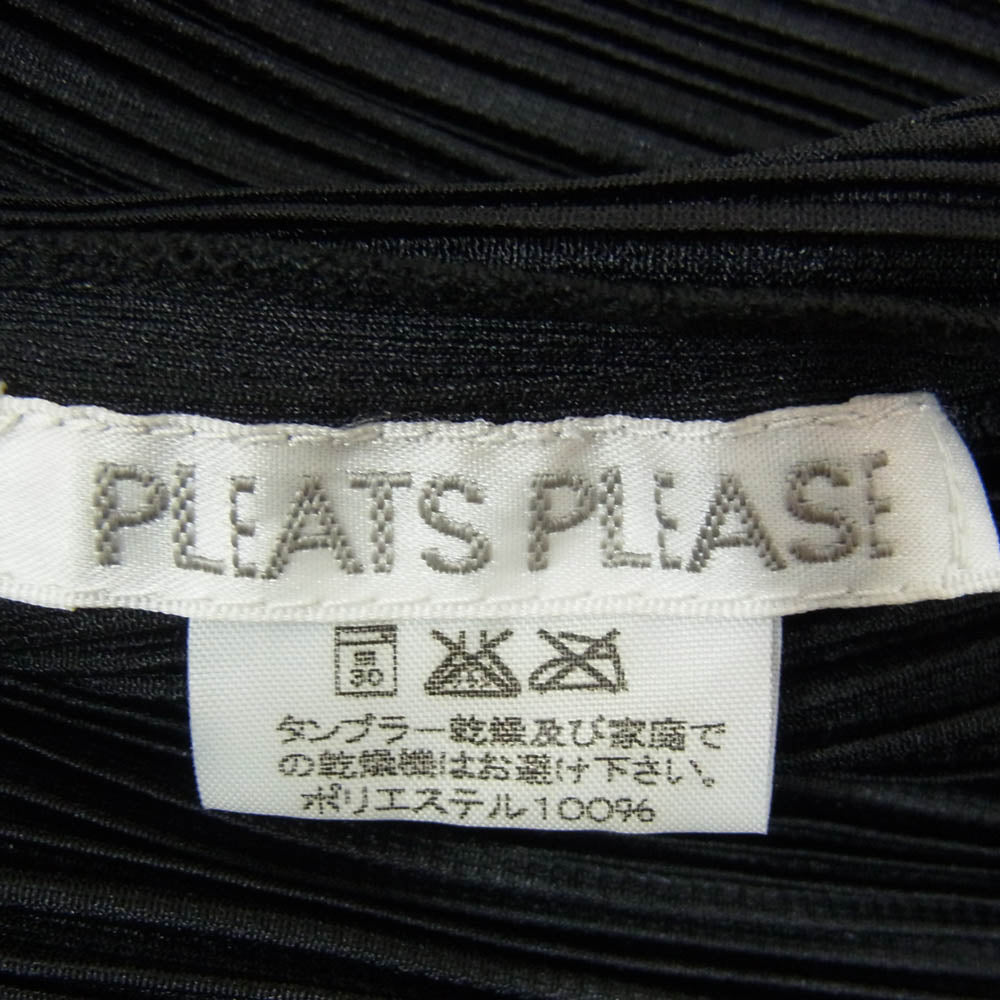 PLEATS PLEASE
30
タンブラー乾燥及び家庭で
の乾燥機はお避け下さい。
ポリエステル100%